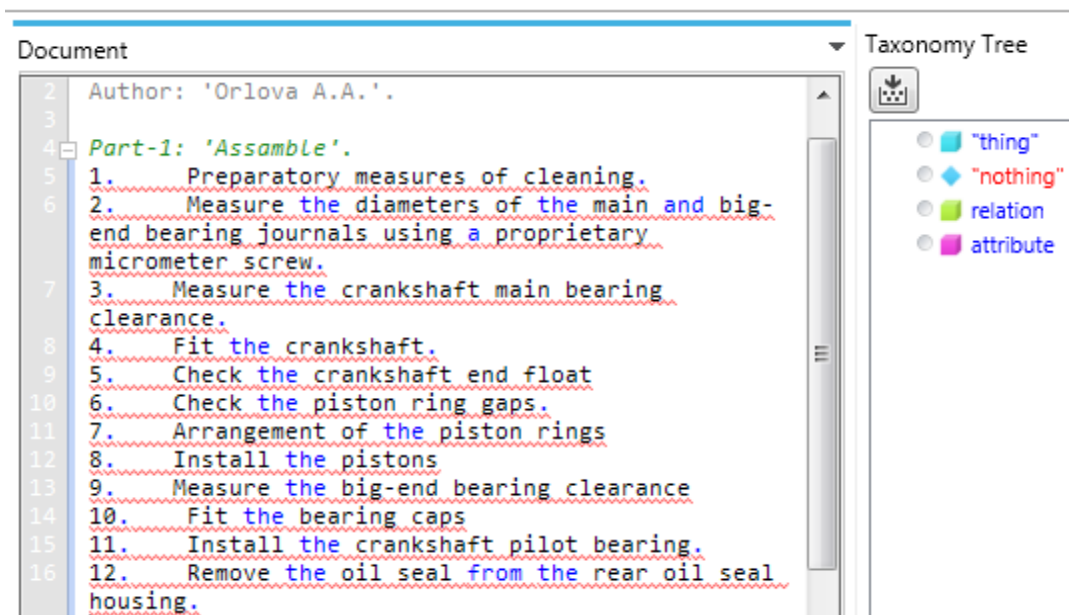 Document
Taxonomy Tree
2 Author: 'Orlova A.A.'.
3
4 Part-1: 'Assamble'.
5 1. Preparatory measures of cleaning.
6 2. Measure the diameters of the main and big-
end bearing journals using a proprietary
micrometer screw.
7 3. Measure the crankshaft main bearing
clearance.
8 4. Fit the crankshaft.
9 5. Check the crankshaft end float
10 6. Check the piston ring gaps.
11 7. Arrangement of the piston rings
12 8. Install the pistons
13 9. Measure the big-end bearing clearance
14 10. Fit the bearing caps
15 11. Install the crankshaft pilot bearing.
16 12. Remove the oil seal from the rear oil seal
housing.
"thing"
"nothing"
relation
attribute